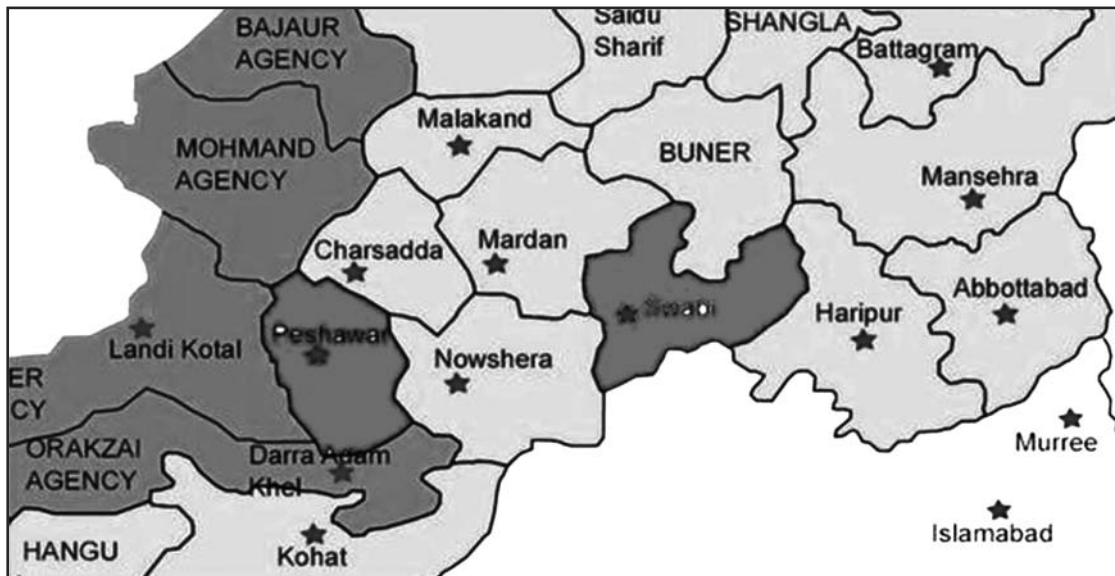 BAJAUR
AGENCY
Saidu
Sharif
SHANGLA
Battagram
Malakand
MOHMAND
AGENCY
BUNER
Mansehra
Charsadda
Mardan
Abbottabad
Landi Kotal
Peshawar
Swabi
Haripur
Nowshera
ER
CY
ORAKZAI
AGENCY
Darra Adam
Khel
Murree
HANGU
Kohat
Islamabad